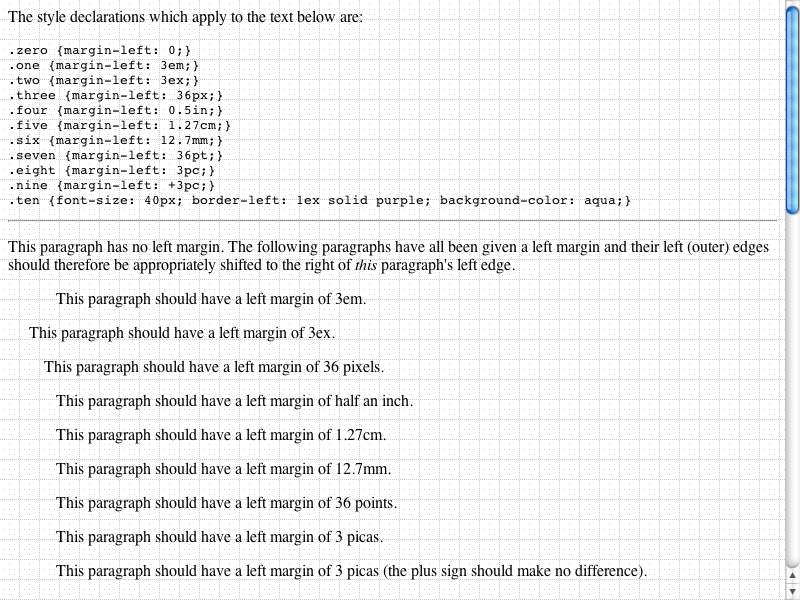 The style declarations which apply to the text below are:
.zero {margin-left: 0;}
.one {margin-left: 3em;}
.two {margin-left: 3ex;}
.three {margin-left: 36px;}
.four {margin-left: 0.5in;}
.five {margin-left: 1.27cm;}
.six {margin-left: 12.7mm;}
.seven {margin-left: 36pt;}
.eight {margin-left: 3pc;}
.nine {margin-left: +3pc;}
.ten {font-size: 40px; border-left: 1ex solid purple; background-color: aqua;}
This paragraph has no left margin. The following paragraphs have all been given a left margin and their left (outer) edges
should therefore be appropriately shifted to the right of this paragraph's left edge.
This paragraph should have a left margin of 3em.
This paragraph should have a left margin of 3ex.
This paragraph should have a left margin of 36 pixels.
This paragraph should have a left margin of half an inch.
This paragraph should have a left margin of 1.27cm.
This paragraph should have a left margin of 12.7mm.
This paragraph should have a left margin of 36 points.
This paragraph should have a left margin of 3 picas.
This paragraph should have a left margin of 3 picas (the plus sign should make no difference).